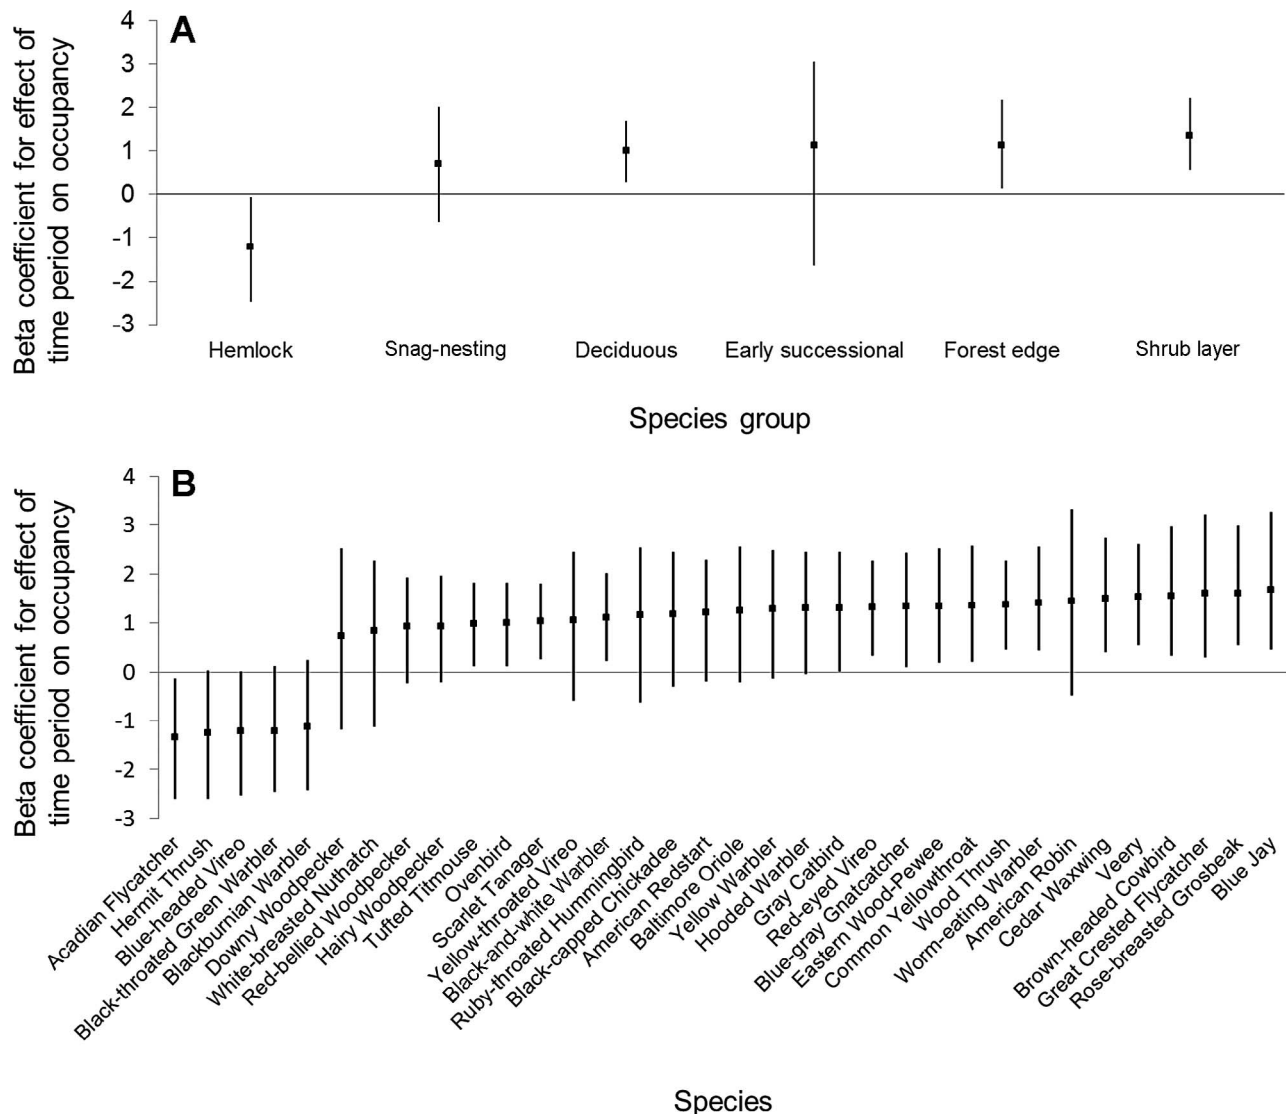 A
Beta coefficient for effect of
time period on occupancy
4
3
2
1
0
-1
-2
-3
Hemlock
Snag-nesting
Deciduous
Early successional
Forest edge
Shrub layer
Species group
B
Beta coefficient for effect of
time period on occupancy
4
3
2
1
0
-1
-2
-3
Acadian Flycatcher
Hermit Thrush
Blue-headed Vireo
Black-throated Green Warbler
Blackburnian Warbler
Downy Woodpecker
White-breasted Nuthatch
Red-bellied Woodpecker
Hairy Woodpecker
Tufted Titmouse
Ovenbird
Scarlet Tanager
Yellow-throated Vireo
Black-and-white Warbler
Ruby-throated Hummingbird
Black-capped Chickadee
American Redstart
Baltimore Oriole
Yellow Warbler
Hooded Warbler
Gray Catbird
Red-eyed Vireo
Blue-gray Gnatcatcher
Eastern Wood-Pewee
Common Yellowthroat
Wood Thrush
Worm-eating Warbler
American Robin
Cedar Waxwing
Veery
Brown-headed Cowbird
Great Crested Flycatcher
Rose-breasted Grosbeak
Blue Jay
Species